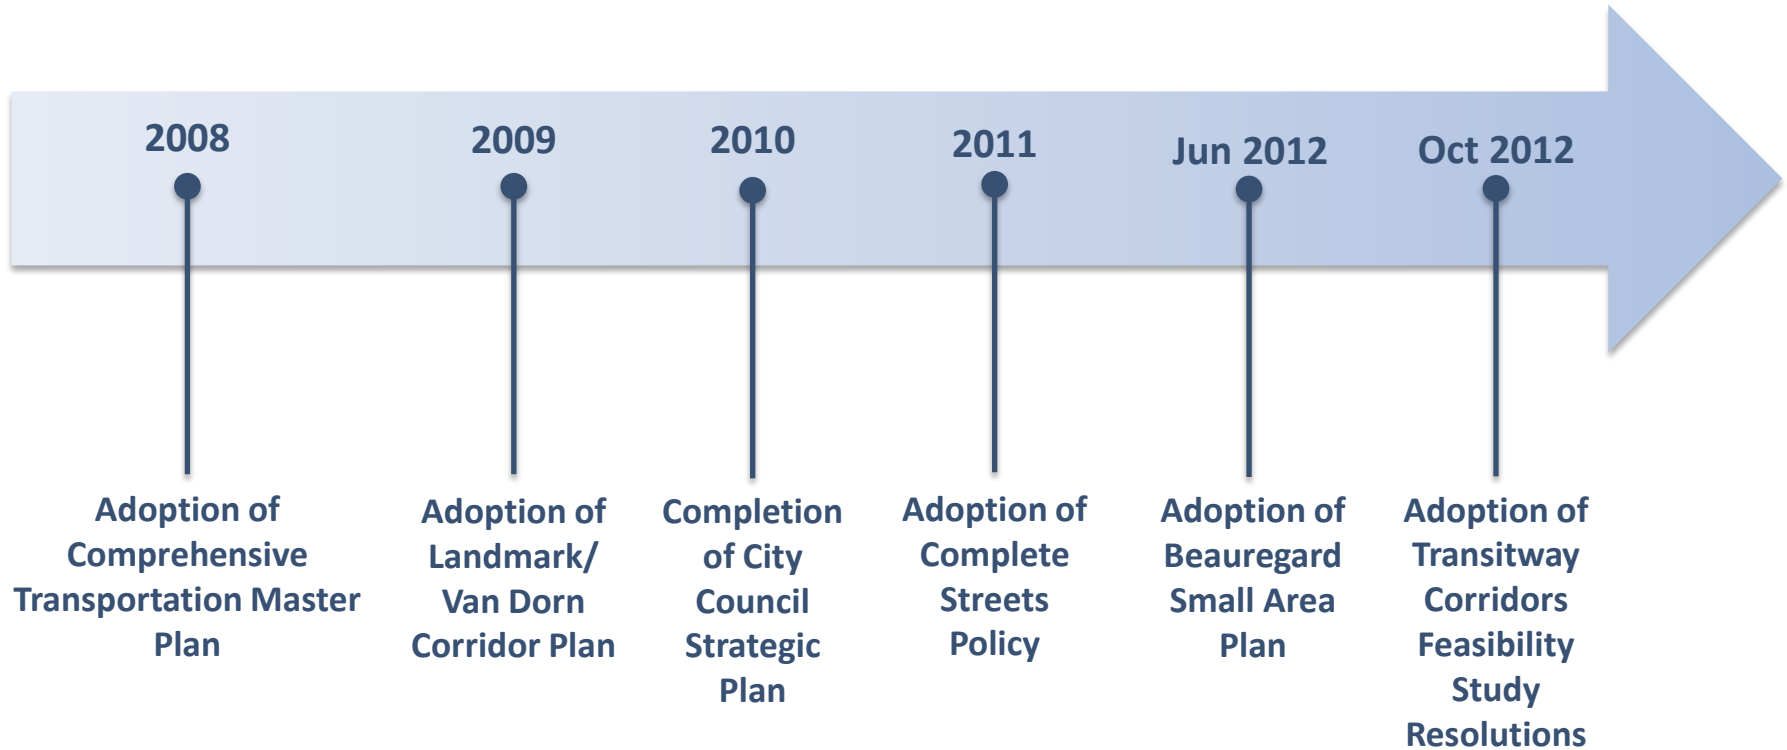 2008
2009
2010
2011
Jun 2012
Oct 2012
Adoption of
Comprehensive
Transportation Master
Plan
Adoption of
Landmark/
Van Dorn
Corridor Plan
Completion
of City
Council
Strategic
Plan
Adoption of
Complete
Streets
Policy
Adoption of
Beauregard
Small Area
Plan
Adoption of
Transitway
Corridors
Feasibility
Study
Resolutions